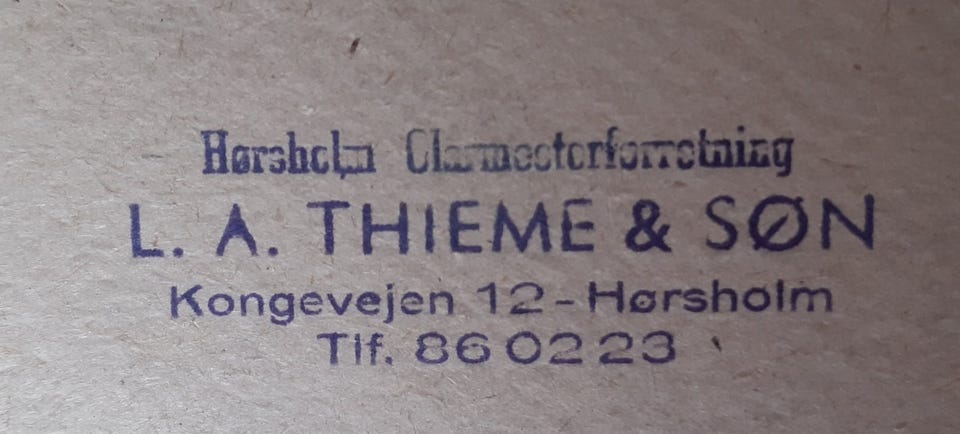 Hørsholm Glarmesterforretning
L. A. THIEME & SØN
Kongevejen 12 - Hørsholm
Tlf. 86 02 23